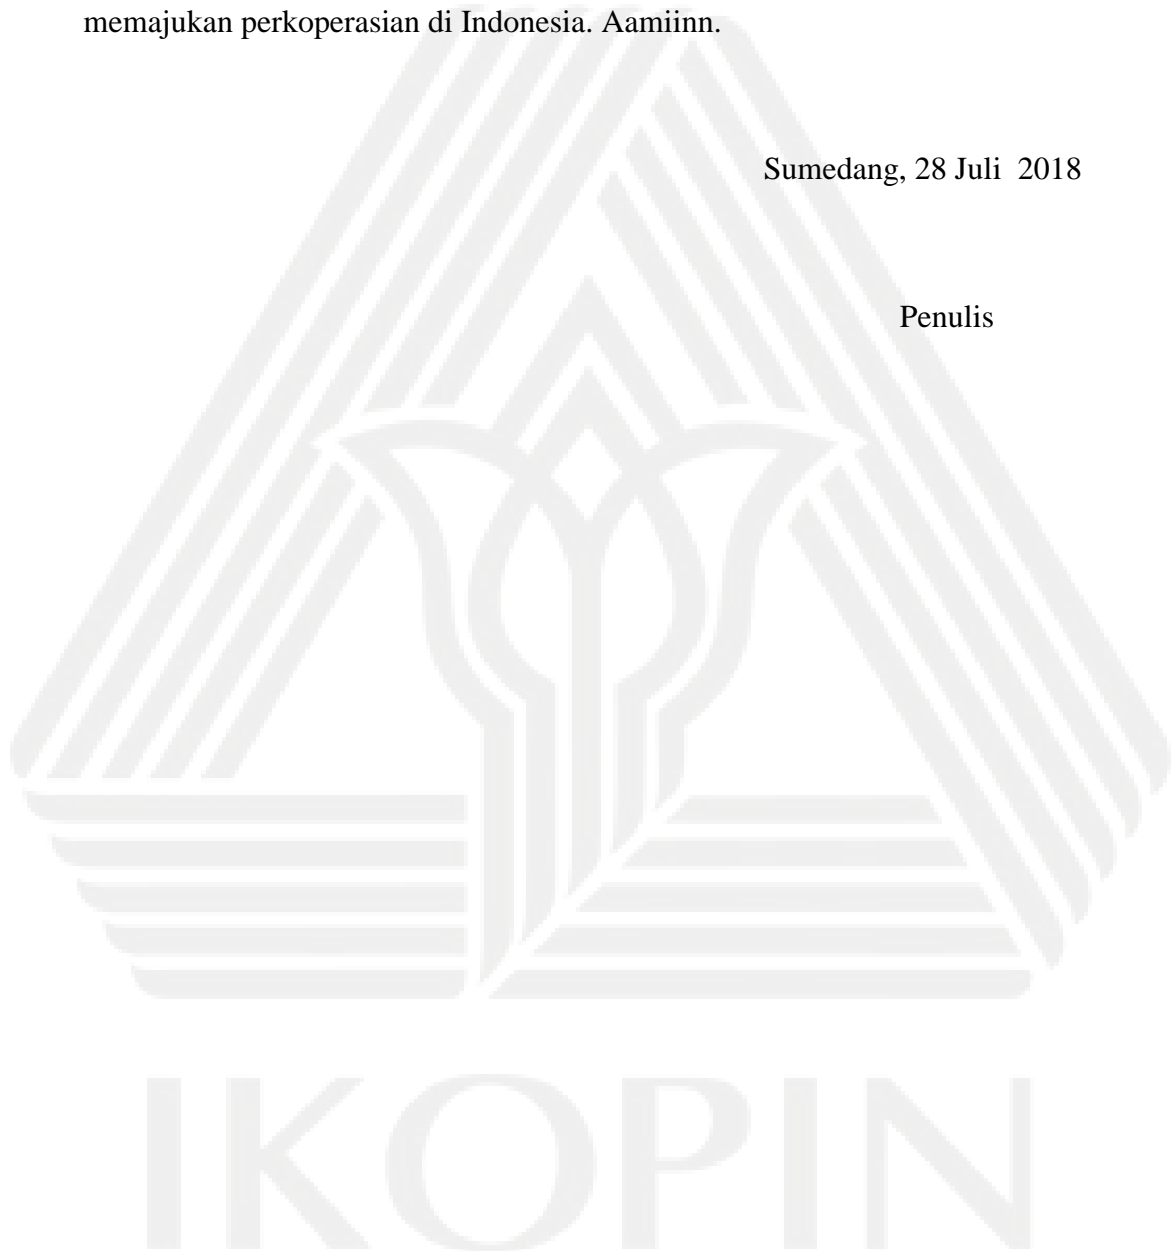 memajukan perkoperasian di Indonesia. Aamiinn.
Sumedang, 28 Juli  2018
Penulis
IKOPIN